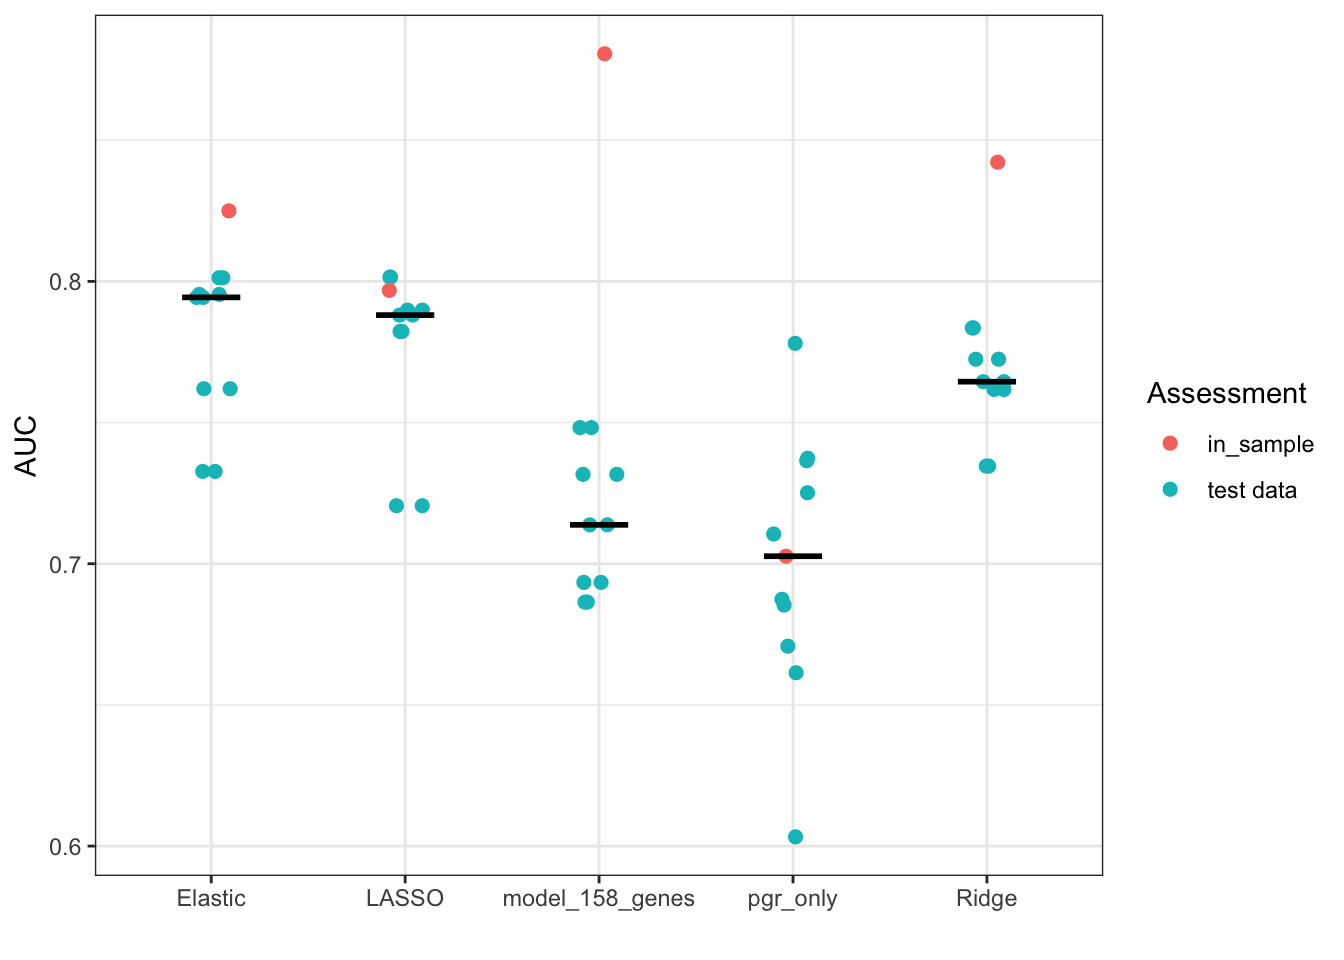 AUC
0.8
0.7
0.6
Elastic LASSO model_158_genes pgr_only Ridge
Assessment
in_sample
test data